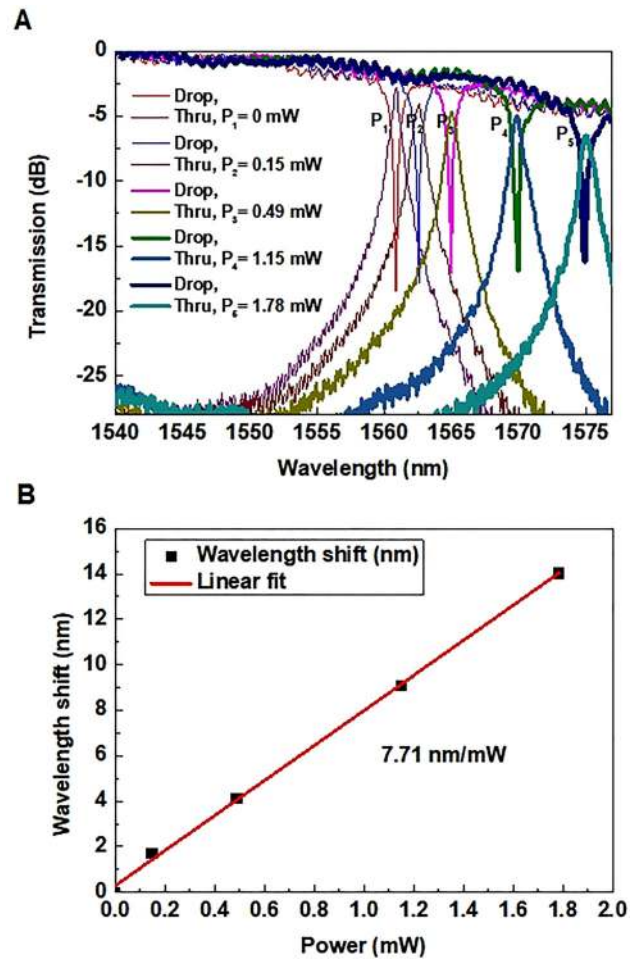 A
Transmission (dB)
0
-5
-10
-15
-20
-25
Drop,
Thru, P1= 0 mW
Drop,
Thru, P2= 0.15 mW
Drop,
Thru, P3= 0.49 mW
Drop,
Thru, P4= 1.15 mW
Drop,
Thru, P5= 1.78 mW
P1 P2 P3 P4 P5
1540 1545 1550 1555 1560 1565 1570 1575
Wavelength (nm)
B
Wavelength shift (nm)
16
14
12
10
8
6
4
2
0
Wavelength shift (nm)
Linear fit
7.71 nm/mW
0.0 0.2 0.4 0.6 0.8 1.0 1.2 1.4 1.6 1.8 2.0
Power (mW)